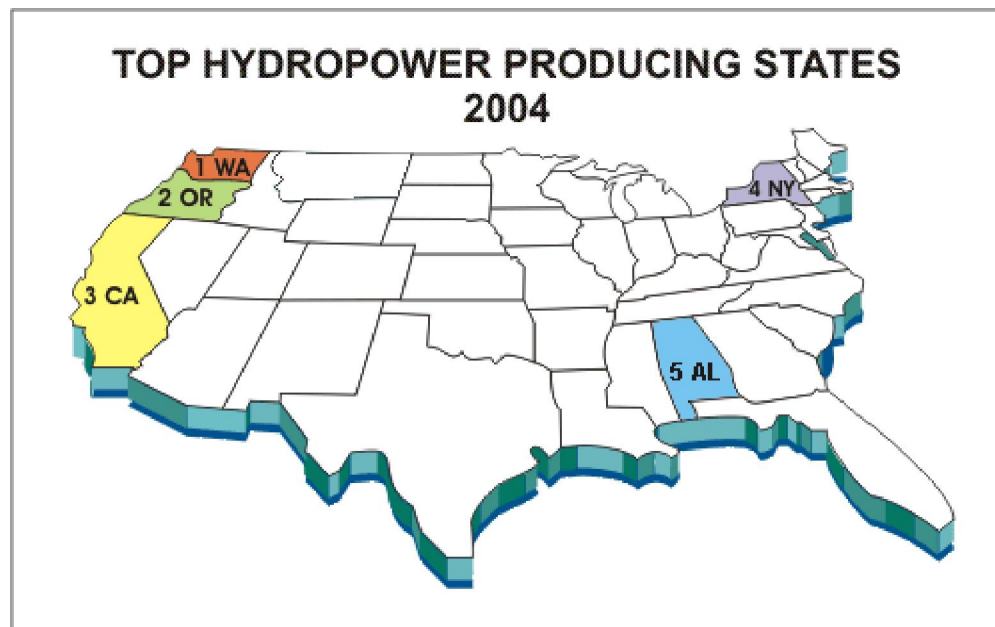 TOP HYDROPOWER PRODUCING STATES
2004
1 WA
2 OR
3 CA
4 NY
5 AL